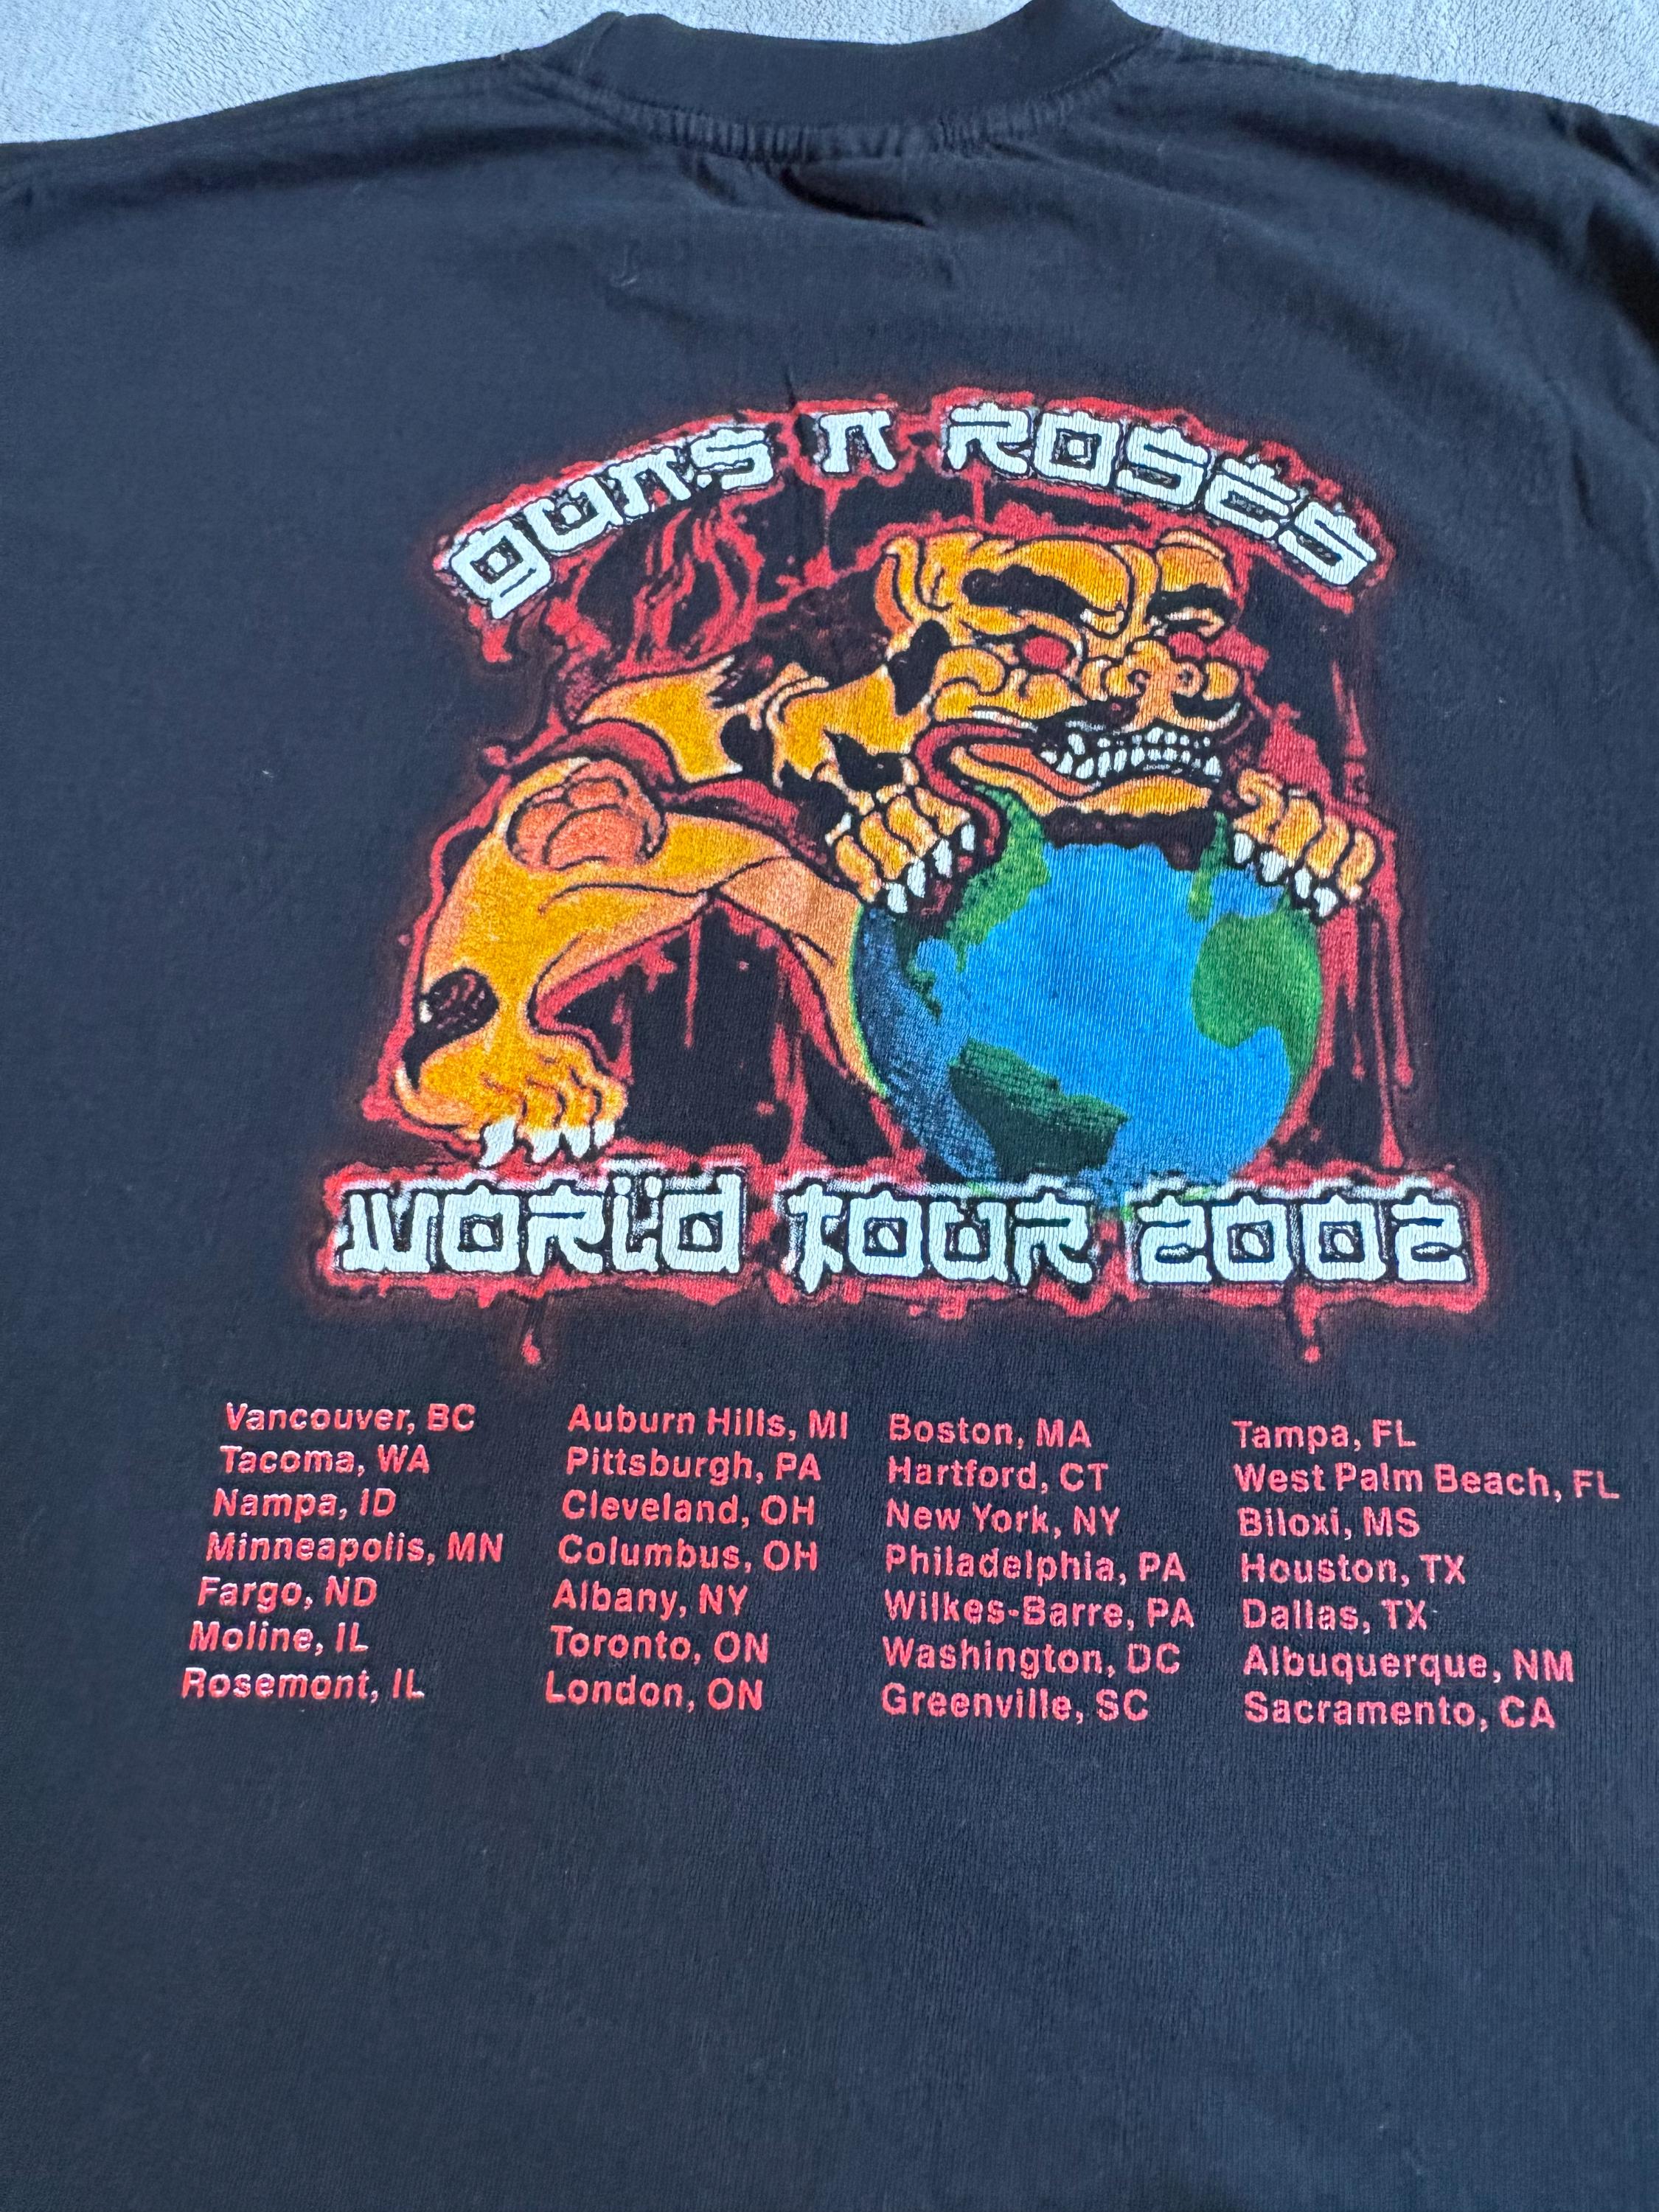 GUNS N ROSES
WORLD TOUR 2002
Vancouver, BC
Tacoma, WA
Nampa, ID
Minneapolis, MN
Fargo, ND
Moline, IL
Rosemont, IL
Auburn Hills, MI
Pittsburgh, PA
Cleveland, OH
Columbus, OH
Albany, NY
Toronto, ON
London, ON
Boston, MA
Hartford, CT
New York, NY
Philadelphia, PA
Wilkes-Barre, PA
Washington, DC
Greenville, SC
Tampa, FL
West Palm Beach, FL
Biloxi, MS
Houston, TX
Dallas, TX
Albuquerque, NM
Sacramento, CA